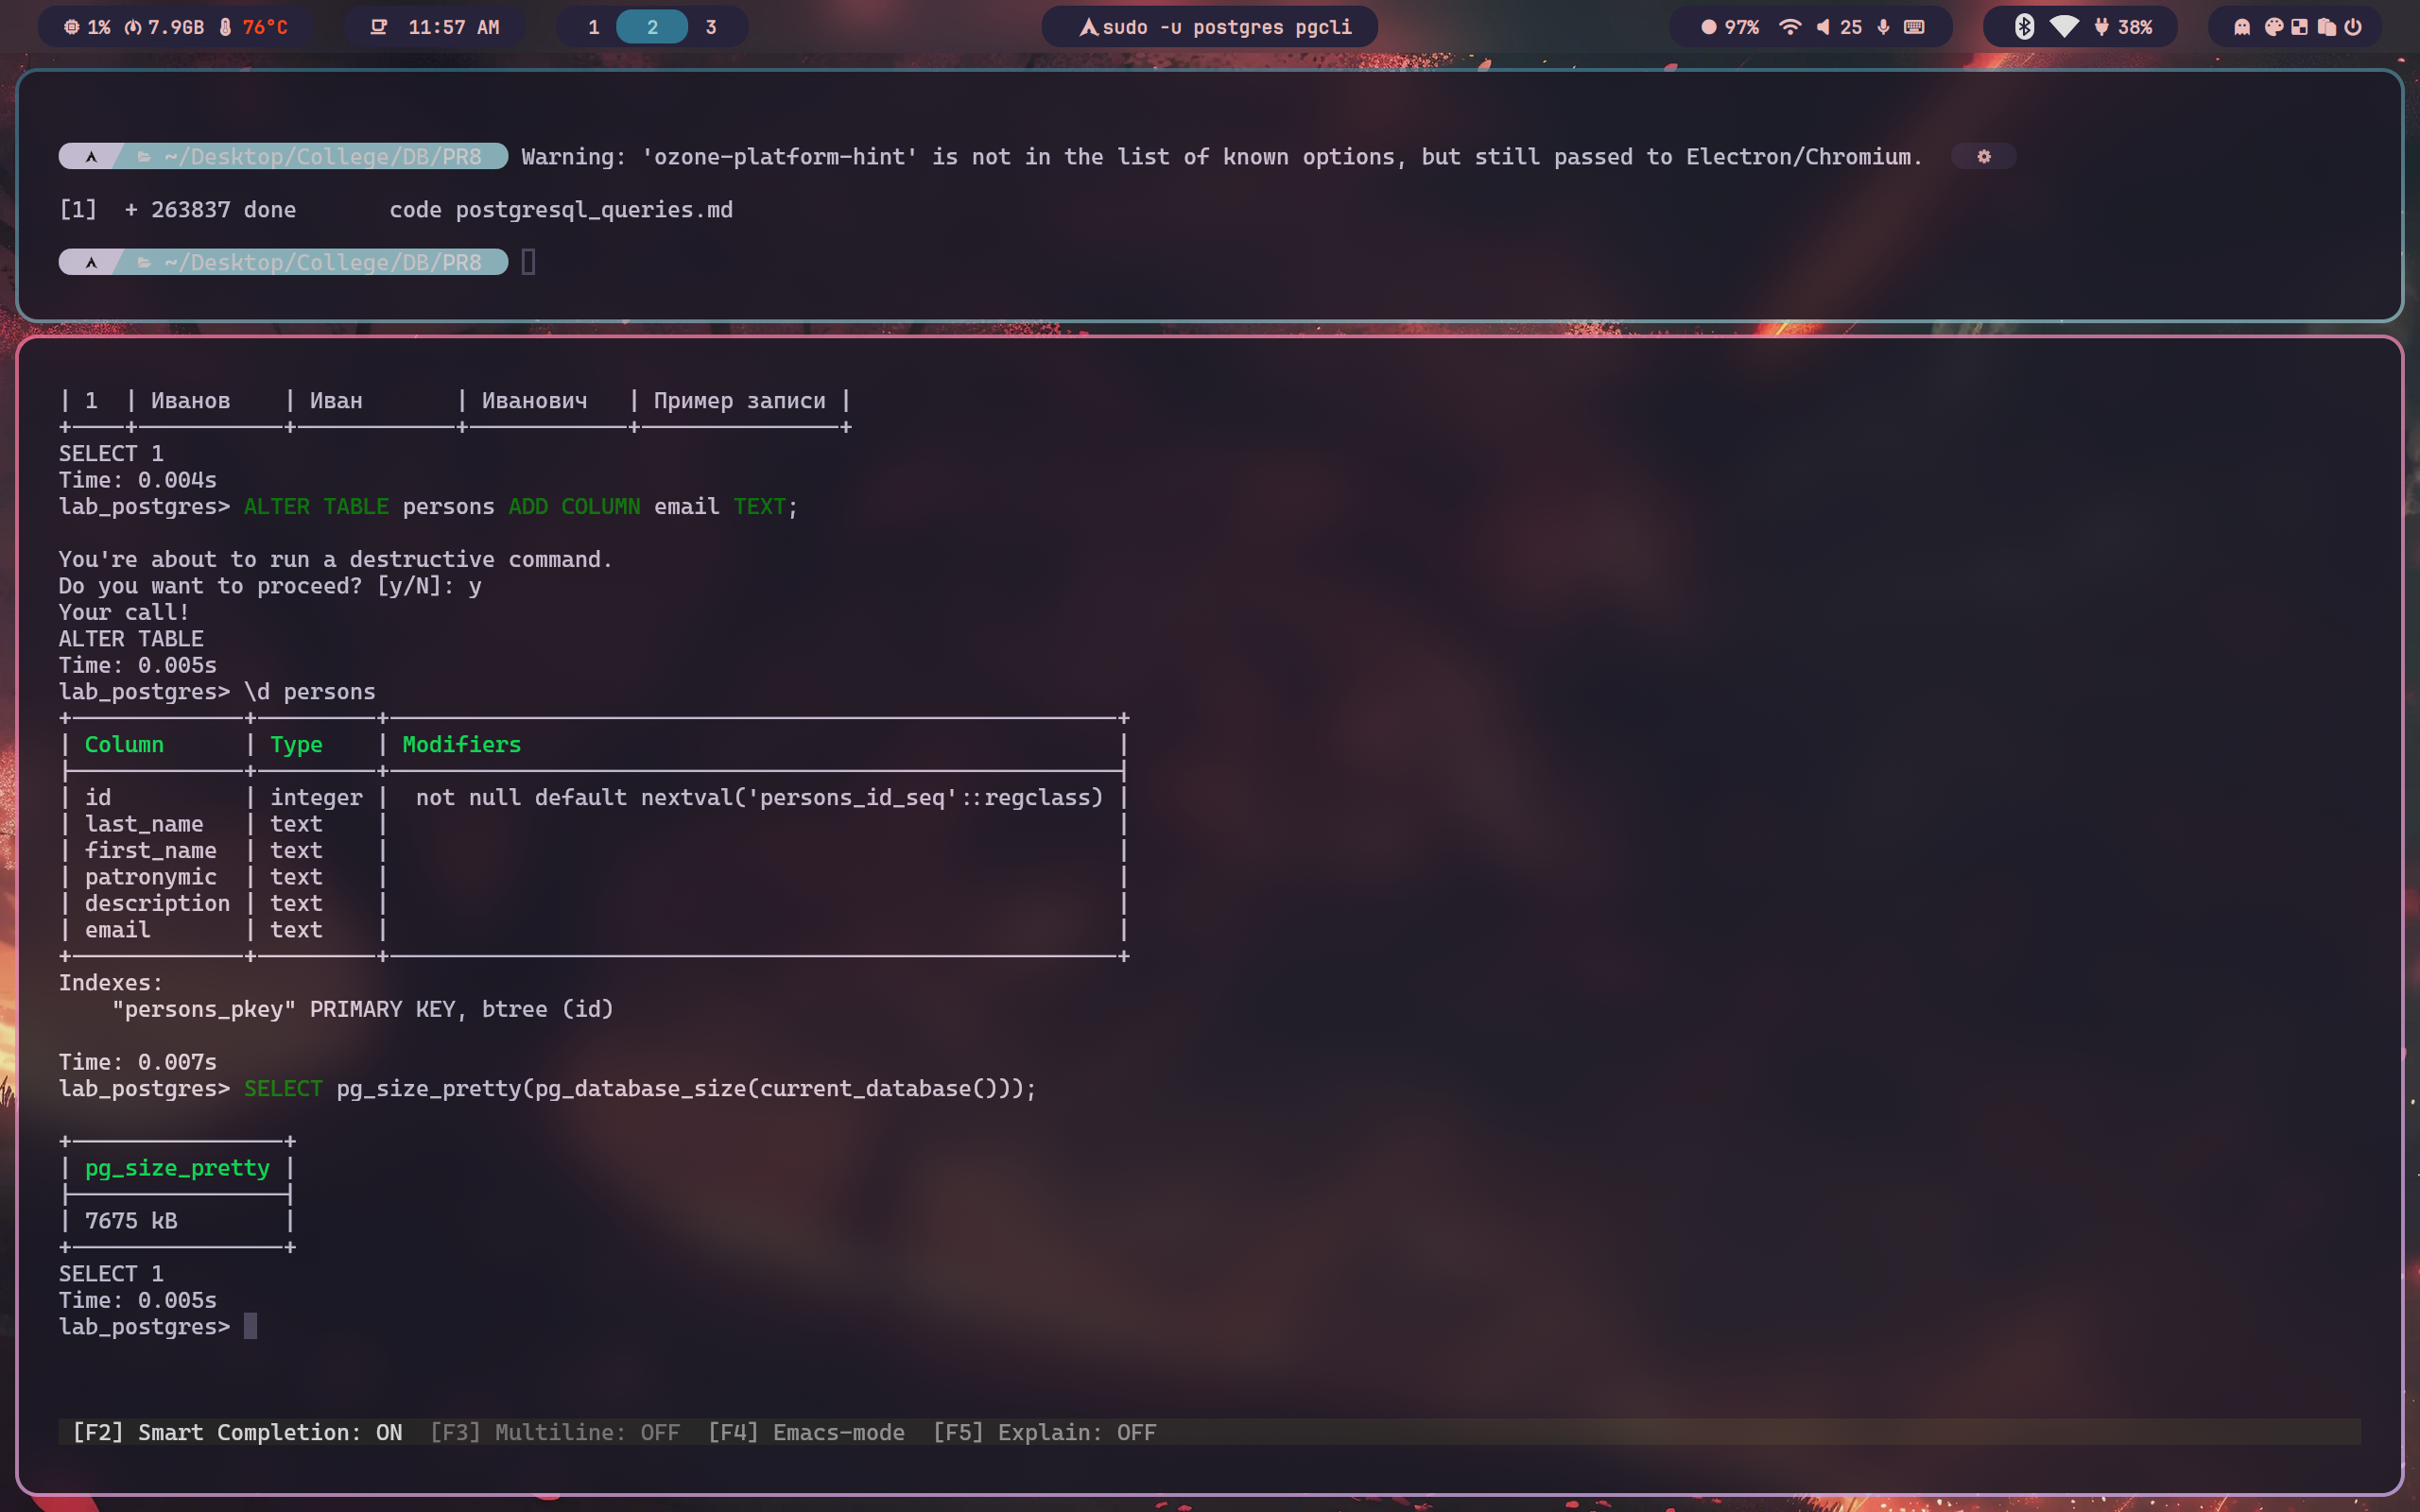 1% 7.9GB 76°C 11:57 AM 1 2 3 sudo -u postgres pgcli 97% 25 38%
~/Desktop/College/DB/PR8 Warning: 'ozone-platform-hint' is not in the list of known options, but still passed to Electron/Chromium.
[1]  + 263837 done       code postgresql_queries.md
~/Desktop/College/DB/PR8
| 1  | Иванов    | Иван       | Иванович   | Пример записи |
+----+-----------+------------+------------+---------------+
SELECT 1
Time: 0.004s
lab_postgres> ALTER TABLE persons ADD COLUMN email TEXT;
You're about to run a destructive command.
Do you want to proceed? [y/N]: y
Your call!
ALTER TABLE
Time: 0.005s
lab_postgres> \d persons
+-------------+---------+-------------------------------------------------------+
| Column      | Type    | Modifiers                                             |
|-------------+---------+-------------------------------------------------------|
| id          | integer |  not null default nextval('persons_id_seq'::regclass) |
| last_name   | text    |                                                       |
| first_name  | text    |                                                       |
| patronymic  | text    |                                                       |
| description | text    |                                                       |
| email       | text    |                                                       |
+-------------+---------+-------------------------------------------------------+
Indexes:
    "persons_pkey" PRIMARY KEY, btree (id)
Time: 0.007s
lab_postgres> SELECT pg_size_pretty(pg_database_size(current_database()));
+----------------+
| pg_size_pretty |
|----------------|
| 7675 kB        |
+----------------+
SELECT 1
Time: 0.005s
lab_postgres>
[F2] Smart Completion: ON  [F3] Multiline: OFF  [F4] Emacs-mode  [F5] Explain: OFF